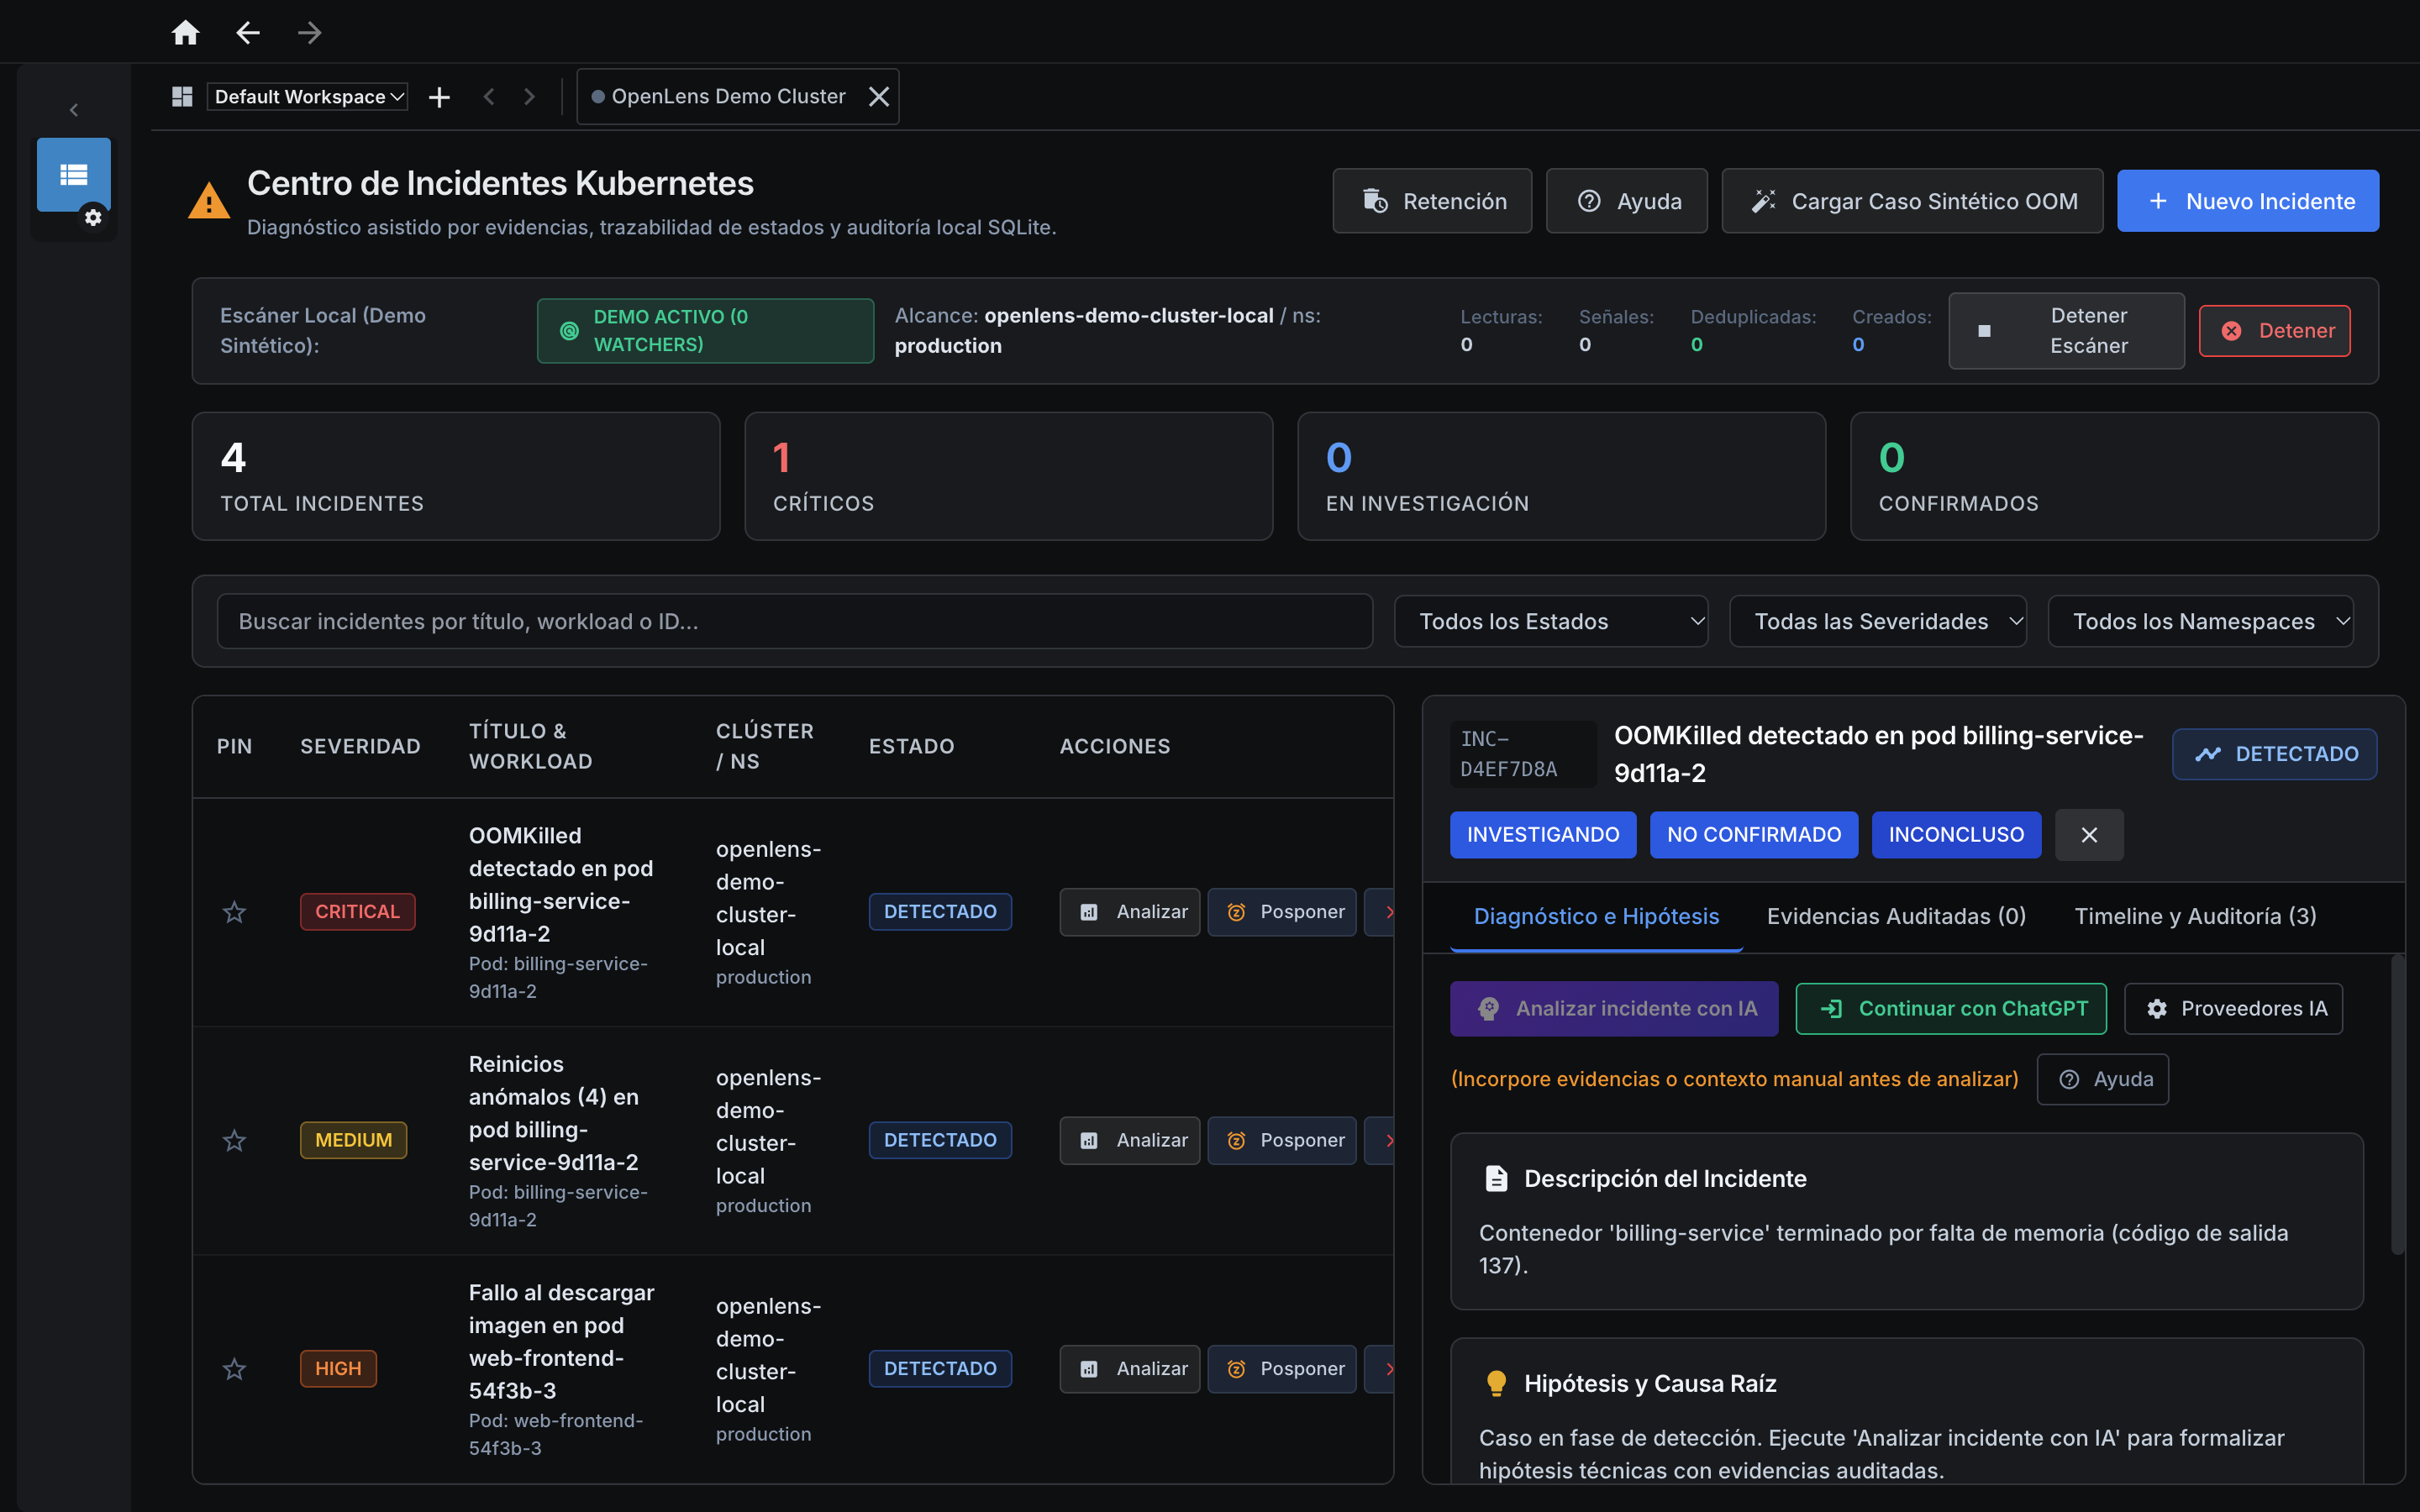 Default Workspace
OpenLens Demo Cluster
Centro de Incidentes Kubernetes
Diagnóstico asistido por evidencias, trazabilidad de estados y auditoría local SQLite.
Retención
Ayuda
Cargar Caso Sintético OOM
Nuevo Incidente
Escáner Local (Demo
Sintético):
DEMO ACTIVO (0
WATCHERS)
Alcance: openlens-demo-cluster-local / ns:
production
Lecturas:
0
Señales:
0
Deduplicadas:
0
Creados:
0
Detener
Escáner
Detener
4
TOTAL INCIDENTES
1
CRÍTICOS
0
EN INVESTIGACIÓN
0
CONFIRMADOS
Buscar incidentes por título, workload o ID...
Todos los Estados
Todas las Severidades
Todos los Namespaces
PIN
SEVERIDAD
TÍTULO &
WORKLOAD
CLÚSTER
/ NS
ESTADO
ACCIONES
CRITICAL
OOMKilled
detectado en pod
billing-service-
9d11a-2
Pod: billing-service-
9d11a-2
openlens-
demo-
cluster-
local
production
DETECTADO
Analizar
Posponer
MEDIUM
Reinicios
anómalos (4) en
pod billing-
service-9d11a-2
Pod: billing-service-
9d11a-2
openlens-
demo-
cluster-
local
production
DETECTADO
Analizar
Posponer
HIGH
Fallo al descargar
imagen en pod
web-frontend-
54f3b-3
Pod: web-frontend-
54f3b-3
openlens-
demo-
cluster-
local
production
DETECTADO
Analizar
Posponer
INC-
D4EF7D8A
OOMKilled detectado en pod billing-service-
9d11a-2
DETECTADO
INVESTIGANDO
NO CONFIRMADO
INCONCLUSO
Diagnóstico e Hipótesis
Evidencias Auditadas (0)
Timeline y Auditoría (3)
Analizar incidente con IA
Continuar con ChatGPT
Proveedores IA
(Incorpore evidencias o contexto manual antes de analizar)
Ayuda
Descripción del Incidente
Contenedor 'billing-service' terminado por falta de memoria (código de salida
137).
Hipótesis y Causa Raíz
Caso en fase de detección. Ejecute 'Analizar incidente con IA' para formalizar
hipótesis técnicas con evidencias auditadas.